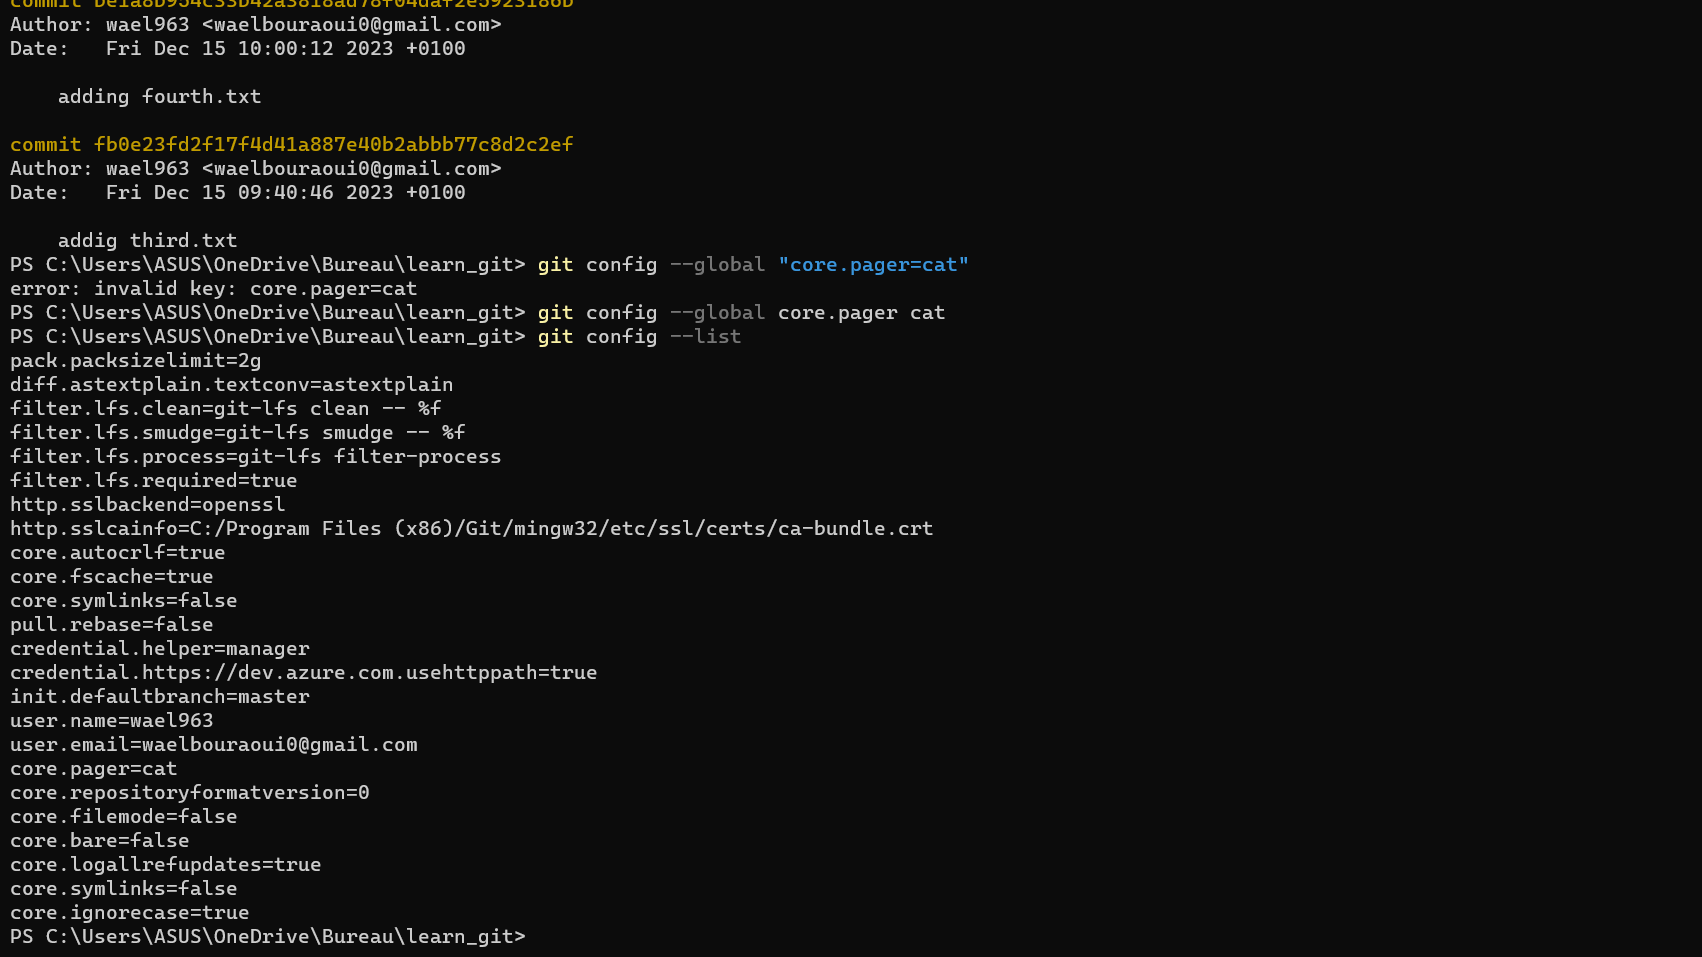 commit
Author: wael963 <waelbouraoui0@gmail.com>
Date:   Fri Dec 15 10:00:12 2023 +0100
    adding fourth.txt
commit fb0e23fd2f17f4d41a887e40b2abbb77c8d2c2ef
Author: wael963 <waelbouraoui0@gmail.com>
Date:   Fri Dec 15 09:40:46 2023 +0100
    addig third.txt
PS C:\Users\ASUS\OneDrive\Bureau\learn_git> git config --global "core.pager=cat"
error: invalid key: core.pager=cat
PS C:\Users\ASUS\OneDrive\Bureau\learn_git> git config --global core.pager cat
PS C:\Users\ASUS\OneDrive\Bureau\learn_git> git config --list
pack.packsizelimit=2g
diff.astextplain.textconv=astextplain
filter.lfs.clean=git-lfs clean -- %f
filter.lfs.smudge=git-lfs smudge -- %f
filter.lfs.process=git-lfs filter-process
filter.lfs.required=true
http.sslbackend=openssl
http.sslcainfo=C:/Program Files (x86)/Git/mingw32/etc/ssl/certs/ca-bundle.crt
core.autocrlf=true
core.fscache=true
core.symlinks=false
pull.rebase=false
credential.helper=manager
credential.https://dev.azure.com.usehttppath=true
init.defaultbranch=master
user.name=wael963
user.email=waelbouraoui0@gmail.com
core.pager=cat
core.repositoryformatversion=0
core.filemode=false
core.bare=false
core.logallrefupdates=true
core.symlinks=false
core.ignorecase=true
PS C:\Users\ASUS\OneDrive\Bureau\learn_git>